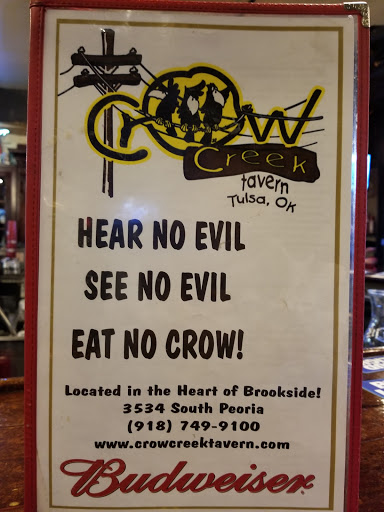 Crow
Creek
tavern
Tulsa, OK
HEAR NO EVIL
SEE NO EVIL
EAT NO CROW!
Located in the Heart of Brookside!
3534 South Peoria
(918) 749-9100
www.crowcreektavern.com
Budweiser